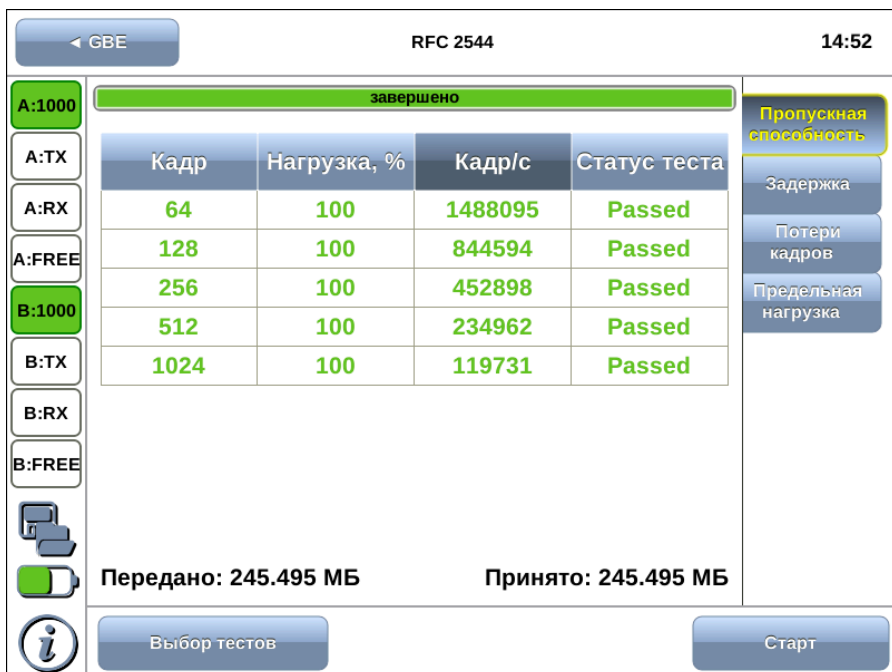 ◄ GBE
RFC 2544
14:52
A:1000
A:TX
A:RX
A:FREE
B:1000
B:TX
B:RX
B:FREE
завершено
Кадр Нагрузка, % Кадр/с Статус теста
64 100 1488095 Passed
128 100 844594 Passed
256 100 452898 Passed
512 100 234962 Passed
1024 100 119731 Passed
Передано: 245.495 МБ Принято: 245.495 МБ
Пропускная
способность
Задержка
Потери
кадров
Предельная
нагрузка
i
Выбор тестов
Старт